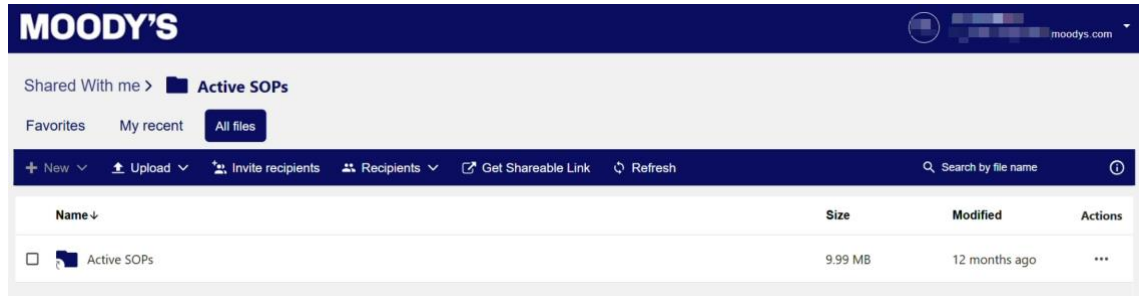 MOODY'S
moodys.com
Shared With me > Active SOPs
Favorites My recent All files
New Upload Invite recipients Recipients Get Shareable Link Refresh Search by file name
Name Size Modified Actions
Active SOPs 9.99 MB 12 months ago ...